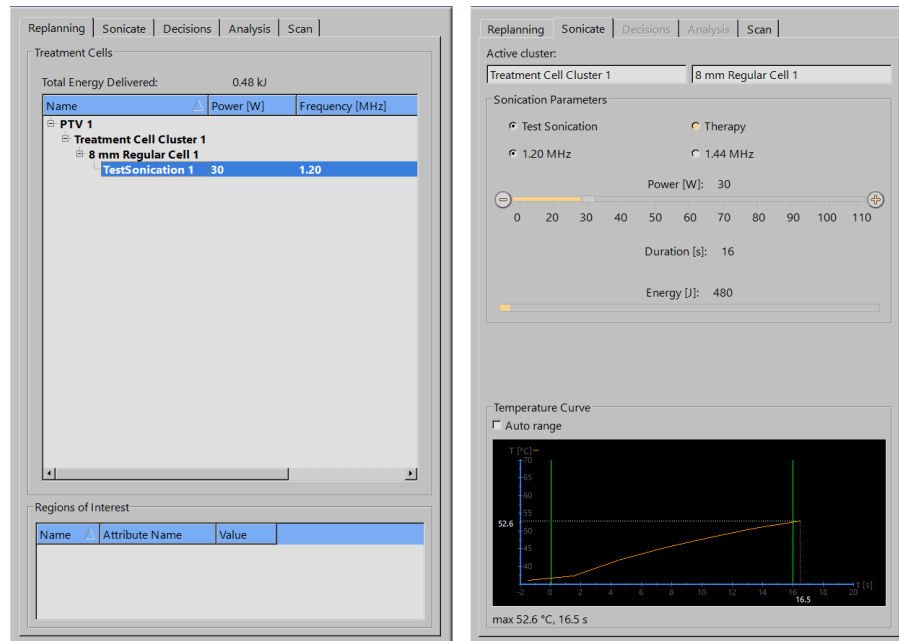 Replanning Sonicate Decisions Analysis Scan
Treatment Cells
Total Energy Delivered: 0.48 kJ
Name Power [W] Frequency [MHz]
PTV 1
Treatment Cell Cluster 1
8 mm Regular Cell 1
TestSonication 1 30 1.20
Regions of Interest
Name Attribute Name Value
Replanning Sonicate Decisions Analysis Scan
Active cluster:
Treatment Cell Cluster 1 8 mm Regular Cell 1
Sonication Parameters
Test Sonication Therapy
1.20 MHz 1.44 MHz
Power [W]: 30
0 20 30 40 50 60 70 80 90 100 110
Duration [s]: 16
Energy [J]: 480
Temperature Curve
Auto range
T [°C]
70
65
60
55
52.6
50
45
40
-2 0 2 4 6 8 10 12 14 16 18 20 t [s]
16.5
max 52.6 °C, 16.5 s